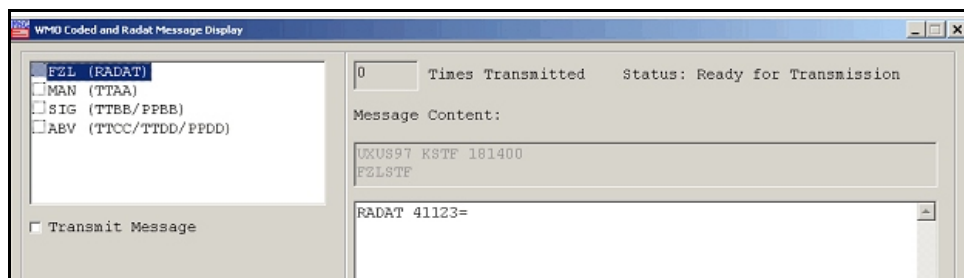 WMO Coded and Radat Message Display
FZL (RADAT)
MAN (TTAA)
SIG (TTBB/PPBB)
ABV (TTCC/TTDD/PPDD)
Transmit Message
0 Times Transmitted Status: Ready for Transmission
Message Content:
UXUS97 KSTF 181400
FZLSTF
RADAT 41123=